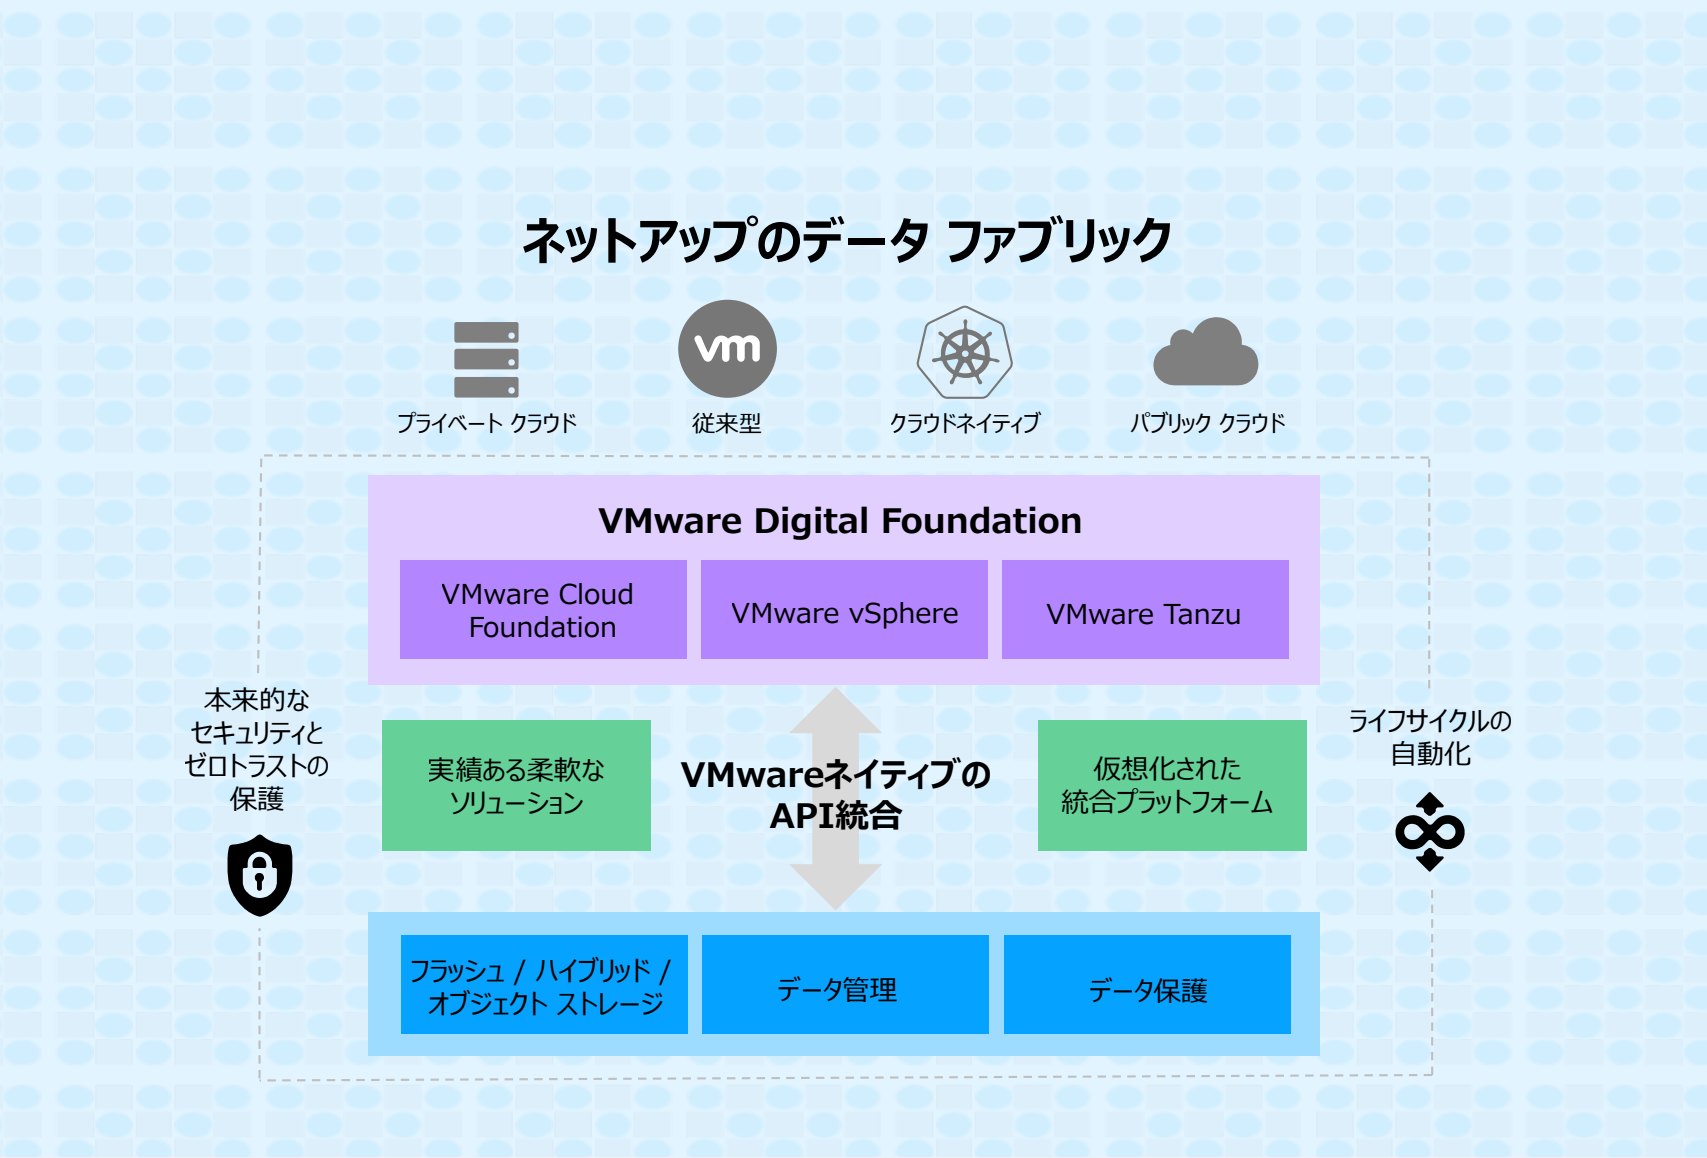 ネットアップのデータ ファブリック
vm
プライベート クラウド
従来型
クラウドネイティブ
パブリック クラウド
VMware Digital Foundation
VMware Cloud
Foundation
VMware vSphere
VMware Tanzu
本来的な
セキュリティと
ゼロトラストの
保護
実績ある柔軟な
ソリューション
VMwareネイティブの
API統合
仮想化された
統合プラットフォーム
ライフサイクルの
自動化
フラッシュ / ハイブリッド /
オブジェクト ストレージ
データ管理
データ保護